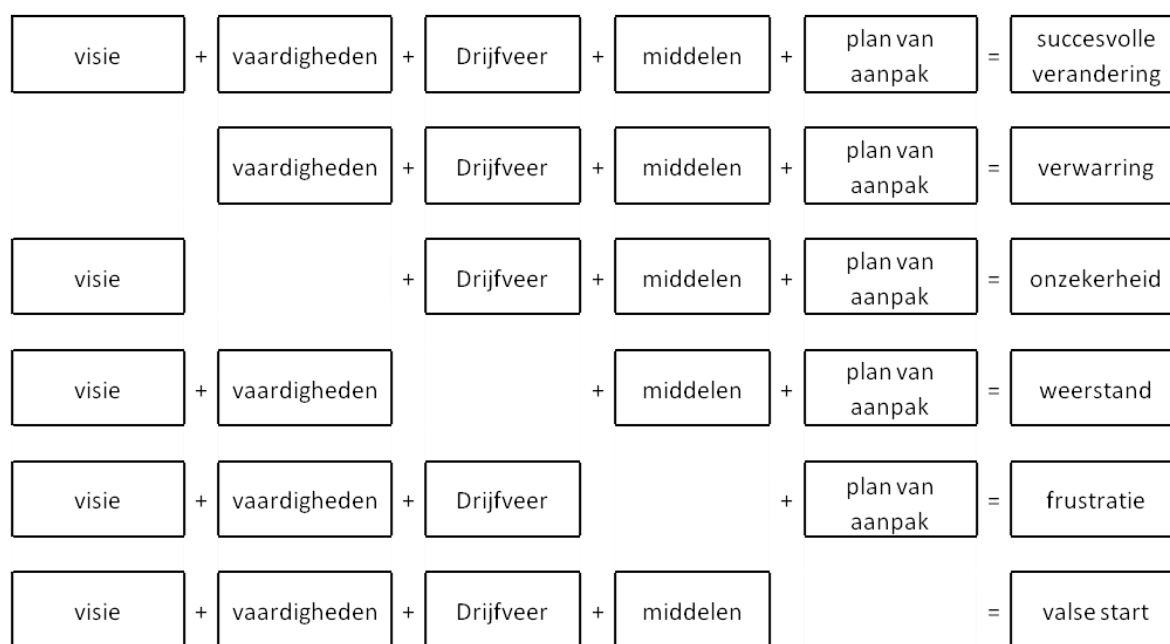 visie + vaardigheden + Drijfveer + middelen + plan van aanpak = succesvolle verandering
vaardigheden + Drijfveer + middelen + plan van aanpak = verwarring
visie + Drijfveer + middelen + plan van aanpak = onzekerheid
visie + vaardigheden + middelen + plan van aanpak = weerstand
visie + vaardigheden + Drijfveer + plan van aanpak = frustratie
visie + vaardigheden + Drijfveer + middelen = valse start